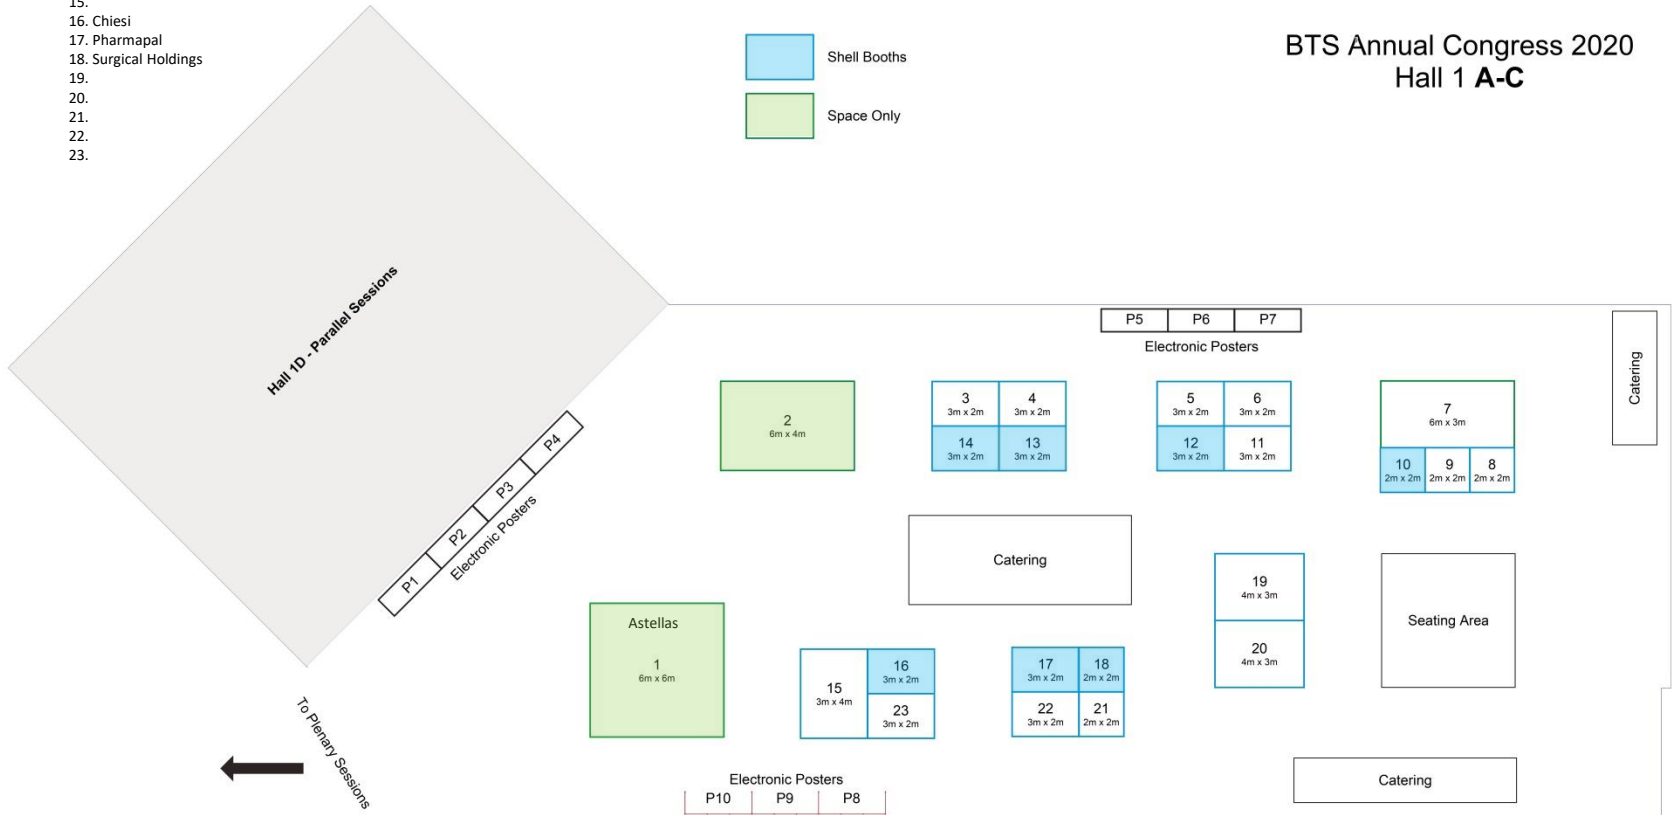 15.
16. Chiesi
17. Pharmapal
18. Surgical Holdings
19.
20.
21.
22.
23.
Shell Booths
Space Only
BTS Annual Congress 2020
Hall 1 A-C
Hall 1D - Parallel Sessions
P1
P2
P3
P4
Electronic Posters
To Plenary Sessions
P5
P6
P7
Electronic Posters
Catering
2
6m x 4m
3
3m x 2m
4
3m x 2m
14
3m x 2m
13
3m x 2m
5
3m x 2m
6
3m x 2m
12
3m x 2m
11
3m x 2m
7
6m x 3m
10
2m x 2m
9
2m x 2m
8
2m x 2m
Catering
19
4m x 3m
20
4m x 3m
Seating Area
Astellas
1
6m x 6m
15
3m x 4m
16
3m x 2m
23
3m x 2m
17
3m x 2m
18
2m x 2m
22
3m x 2m
21
2m x 2m
Electronic Posters
P10
P9
P8
Catering